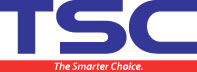 TSC
The Smarter Choice.